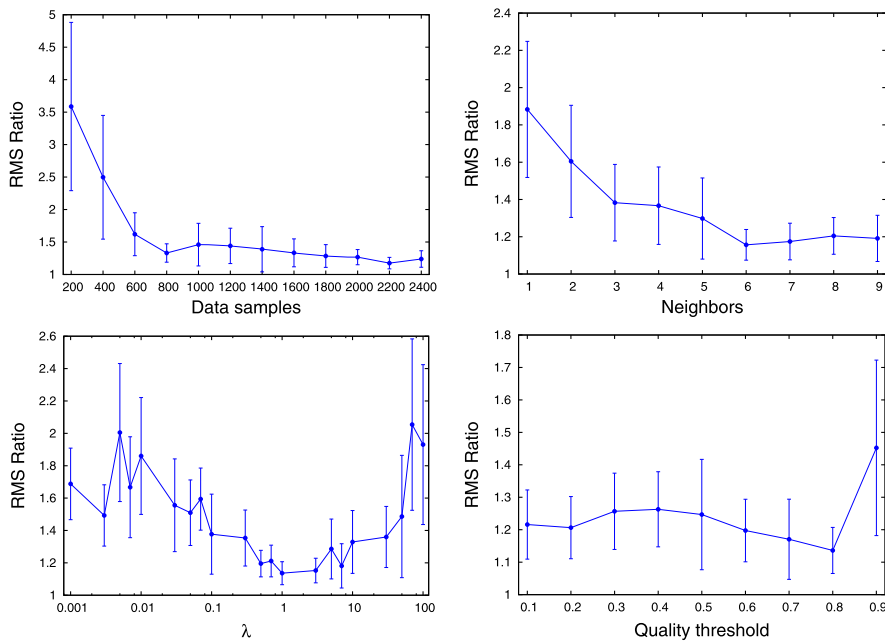 5
4.5
4
3.5
3
2.5
2
1.5
1
RMS Ratio
200 400 600 800 1000 1200 1400 1600 1800 2000 2200 2400
Data samples
2.4
2.2
2
1.8
1.6
1.4
1.2
1
RMS Ratio
1 2 3 4 5 6 7 8 9
Neighbors
2.6
2.4
2.2
2
1.8
1.6
1.4
1.2
1
RMS Ratio
0.001 0.01 0.1 1 10 100
λ
1.8
1.7
1.6
1.5
1.4
1.3
1.2
1.1
1
RMS Ratio
0.1 0.2 0.3 0.4 0.5 0.6 0.7 0.8 0.9
Quality threshold